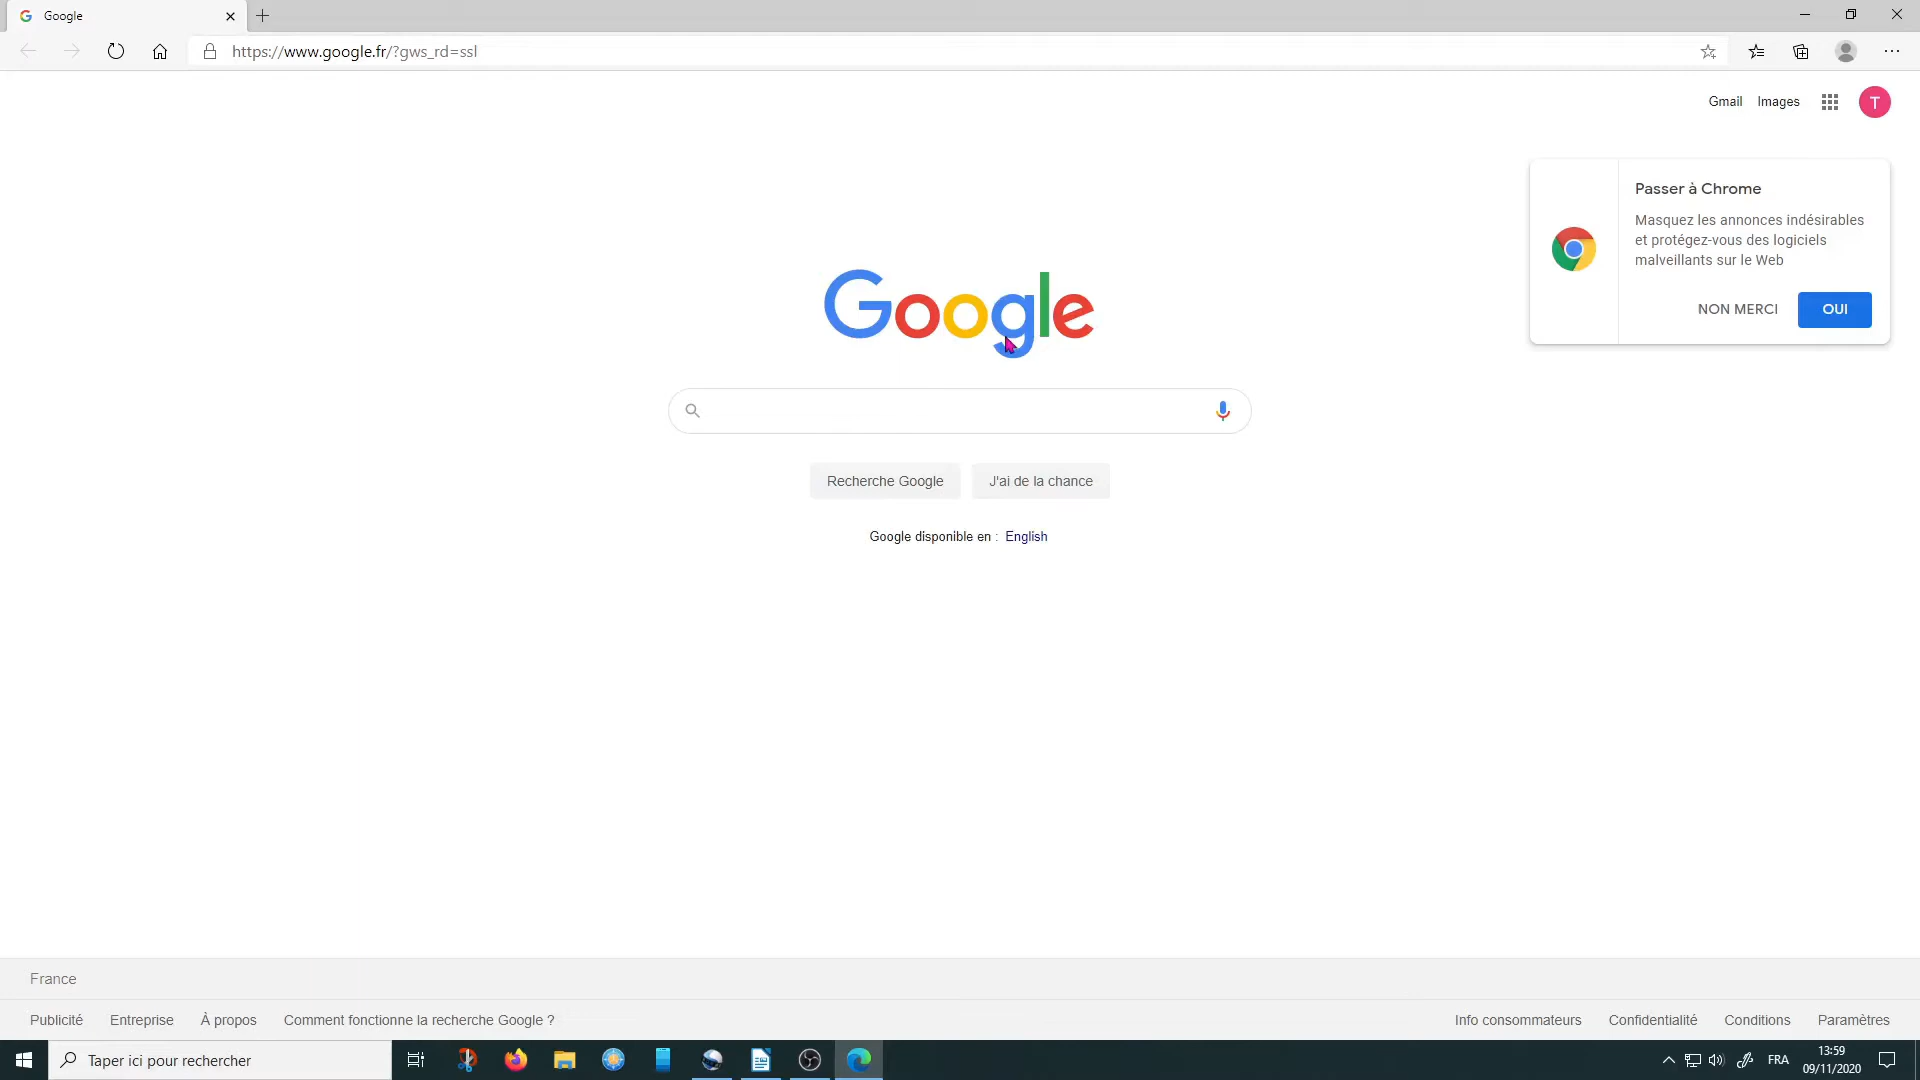 Google
https://www.google.fr/?gws_rd=ssl
Gmail Images T
Passer à Chrome
Masquez les annonces indésirables
et protégez-vous des logiciels
malveillants sur le Web
NON MERCI OUI
Google
Recherche Google J'ai de la chance
Google disponible en : English
France
Publicité Entreprise À propos Comment fonctionne la recherche Google ? Info consommateurs Confidentialité Conditions Paramètres
Taper ici pour rechercher
FRA
13:59
09/11/2020